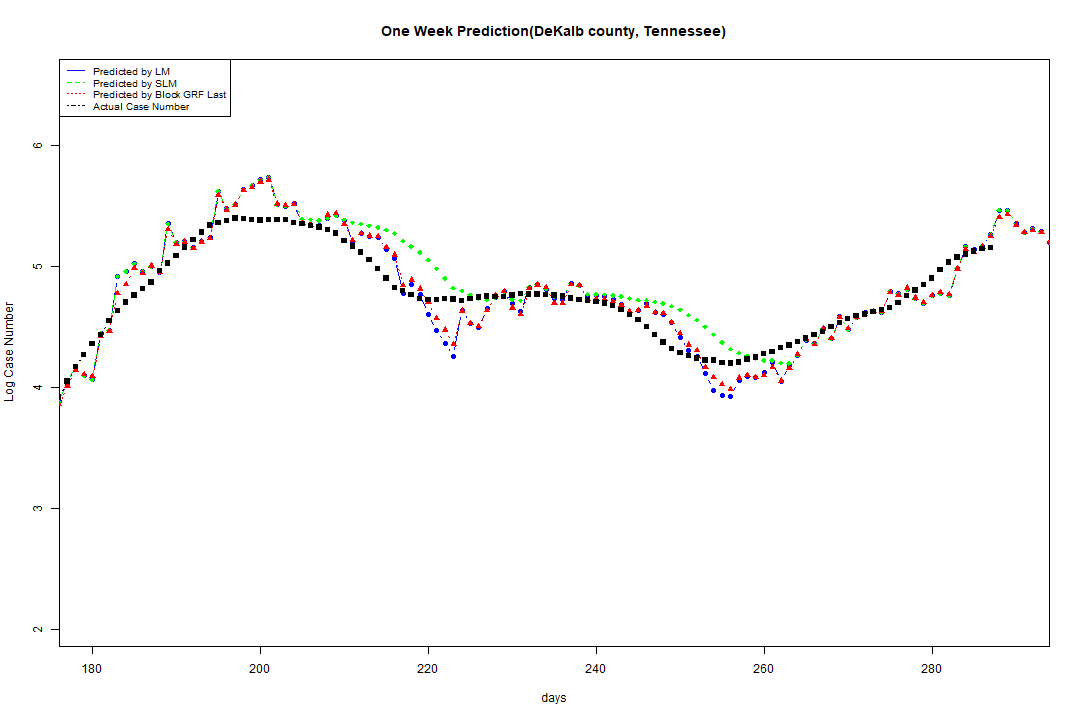 One Week Prediction(DeKalb county, Tennessee)
Predicted by LM
Predicted by SLM
Predicted by Block GRF Last
Actual Case Number
6
5
4
3
2
Log Case Number
180 200 220 240 260 280
days